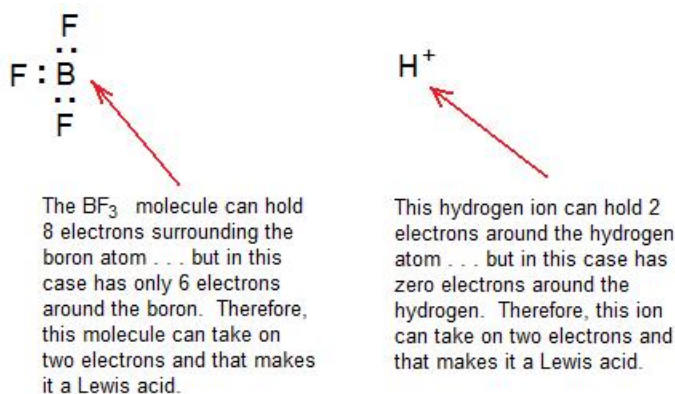 F
F : B
F
The BF₃ molecule can hold
8 electrons surrounding the
boron atom . . . but in this
case has only 6 electrons
around the boron. Therefore,
this molecule can take on
two electrons and that makes
it a Lewis acid.
H⁺
This hydrogen ion can hold 2
electrons around the hydrogen
atom . . . but in this case has
zero electrons around the
hydrogen. Therefore, this ion
can take on two electrons and
that makes it a Lewis acid.